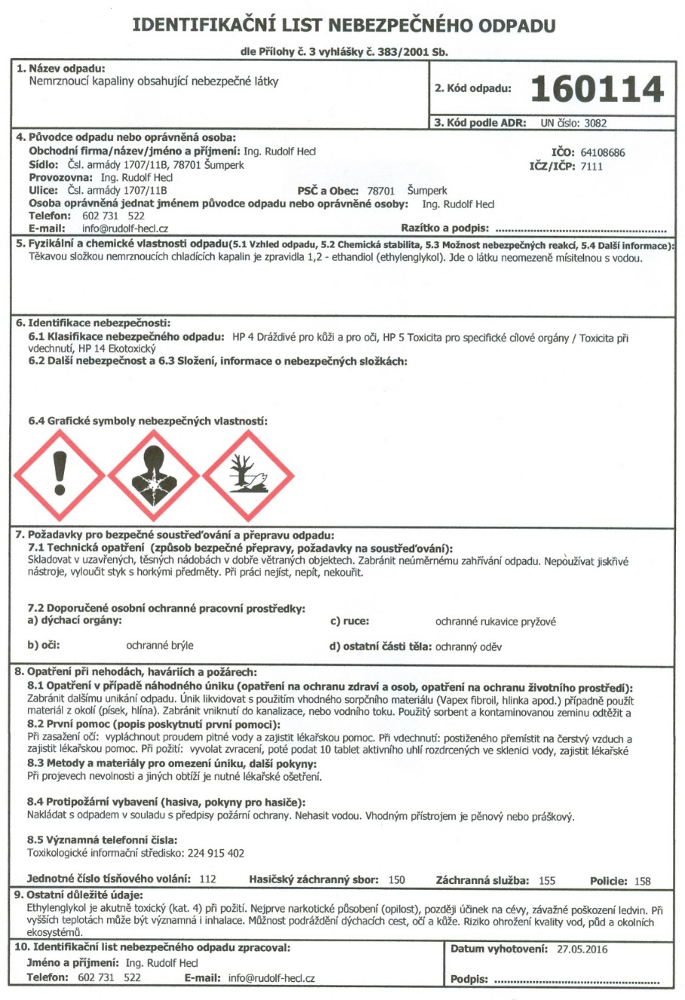 IDENTIFIKAČNÍ LIST NEBEZPEČNÉHO ODPADU
dle Přílohy č. 3 vyhlášky č. 383/2001 Sb.
1. Název odpadu:
Nemrznoucí kapaliny obsahující nebezpečné látky
2. Kód odpadu: 160114
3. Kód podle ADR: UN číslo: 3082
4. Původce odpadu nebo oprávněná osoba:
Obchodní firma/název/jméno a příjmení: Ing. Rudolf Hecl IČO: 64108686
Sídlo: Čsl. armády 1707/11B, 78701 Šumperk IČZ/IČP: 7111
Provozovna: Ing. Rudolf Hecl
Ulice: Čsl. armády 1707/11B PSČ a Obec: 78701 Šumperk
Osoba oprávněná jednat jménem původce odpadu nebo oprávněné osoby: Ing. Rudolf Hecl
Telefon: 602 731 522
E-mail: info@rudolf-hecl.cz Razítko a podpis: ................................................
5. Fyzikální a chemické vlastnosti odpadu(5.1 Vzhled odpadu, 5.2 Chemická stabilita, 5.3 Možnost nebezpečných reakcí, 5.4 Další informace):
Těkavou složkou nemrznoucích chladících kapalin je zpravidla 1,2 - ethandiol (ethylenglykol). Jde o látku neomezeně mísitelnou s vodou.
6. Identifikace nebezpečnosti:
6.1 Klasifikace nebezpečného odpadu: HP 4 Dráždivé pro kůži a pro oči, HP 5 Toxicita pro specifické cílové orgány / Toxicita při
vdechnutí, HP 14 Ekotoxický
6.2 Další nebezpečnost a 6.3 Složení, informace o nebezpečných složkách:
6.4 Grafické symboly nebezpečných vlastností:
7. Požadavky pro bezpečné soustřeďování a přepravu odpadu:
7.1 Technická opatření (způsob bezpečné přepravy, požadavky na soustřeďování):
Skladovat v uzavřených, těsných nádobách v dobře větraných objektech. Zabránit neúměrnému zahřívání odpadu. Nepoužívat jiskřivé
nástroje, vyloučit styk s horkými předměty. Při práci nejíst, nepít, nekouřit.
7.2 Doporučené osobní ochranné pracovní prostředky:
a) dýchací orgány: c) ruce: ochranné rukavice pryžové
b) oči: ochranné brýle d) ostatní části těla: ochranný oděv
8. Opatření při nehodách, haváriích a požárech:
8.1 Opatření v případě náhodného úniku (opatření na ochranu zdraví a osob, opatření na ochranu životního prostředí):
Zabránit dalšímu unikání odpadu. Únik likvidovat s použitím vhodného sorpčního materiálu (Vapex fibroil, hlinka apod.) případně použít
materiál z okolí (písek, hlína). Zabránit vniknutí do kanalizace, nebo vodního toku. Použitý sorbent a kontaminovanou zeminu odtěžit a
8.2 První pomoc (popis poskytnutí první pomoci):
Při zasažení očí: vypláchnout proudem pitné vody a zajistit lékařskou pomoc. Při vdechnutí: postiženého přemístit na čerstvý vzduch a
zajistit lékařskou pomoc. Při požití: vyvolat zvracení, poté podat 10 tablet aktivního uhlí rozdrcených ve sklenici vody, zajistit lékařské
8.3 Metody a materiály pro omezení úniku, další pokyny:
Při projevech nevolnosti a jiných obtíží je nutné lékařské ošetření.
8.4 Protipožární vybavení (hasiva, pokyny pro hasiče):
Nakládat s odpadem v souladu s předpisy požární ochrany. Nehasit vodou. Vhodným přístrojem je pěnový nebo práškový.
8.5 Významná telefonní čísla:
Toxikologické informační středisko: 224 915 402
Jednotné číslo tísňového volání: 112 Hasičský záchranný sbor: 150 Záchranná služba: 155 Policie: 158
9. Ostatní důležité údaje:
Ethylenglykol je akutně toxický (kat. 4) při požití. Nejprve narkotické působení (opilost), později účinek na cévy, závažné poškození ledvin. Při
vyšších teplotách může být významná i inhalace. Můžnost podráždění dýchacích cest, očí a kůže. Riziko ohrožení kvality vod, půd a okolních
ekosystémů.
10. Identifikační list nebezpečného odpadu zpracoval:
Jméno a příjmení: Ing. Rudolf Hecl
Telefon: 602 731 522 E-mail: info@rudolf-hecl.cz
Datum vyhotovení: 27.05.2016
Podpis: ................................................